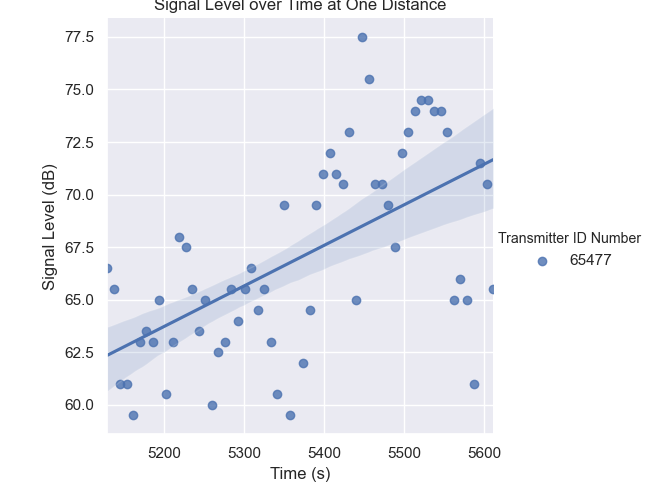 Signal Level over Time at One Distance
77.5
75.0
72.5
70.0
67.5
65.0
62.5
60.0
Signal Level (dB)
5200 5300 5400 5500 5600
Time (s)
Transmitter ID Number
65477